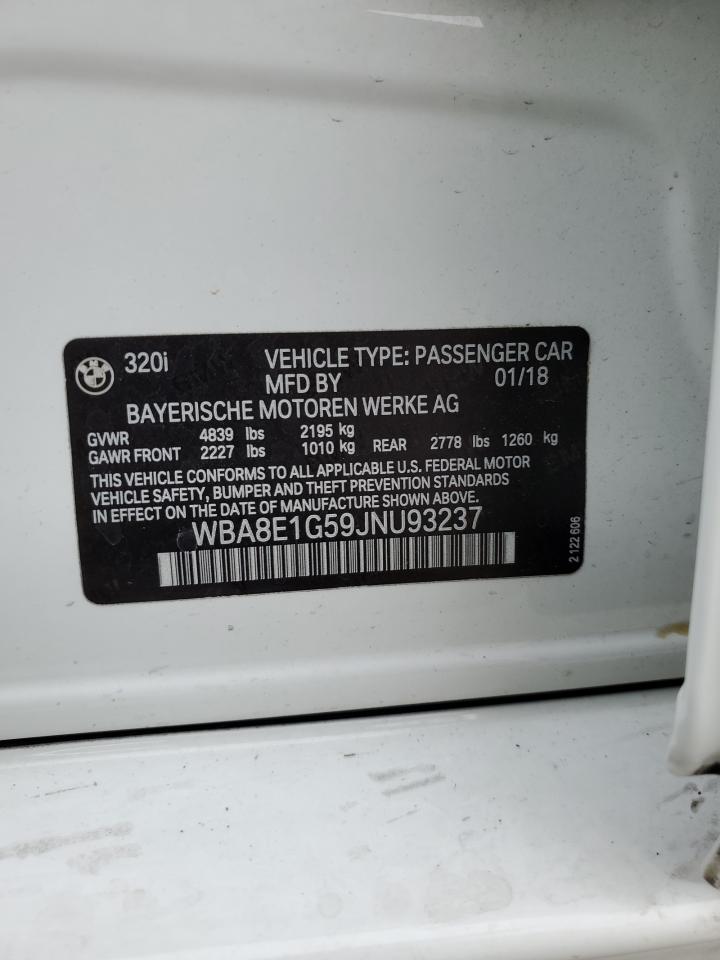 320i VEHICLE TYPE: PASSENGER CAR
MFD BY 01/18
BAYERISCHE MOTOREN WERKE AG
GVWR 4839 lbs 2195 kg
GAWR FRONT 2227 lbs 1010 kg REAR 2778 lbs 1260 kg
THIS VEHICLE CONFORMS TO ALL APPLICABLE U.S. FEDERAL MOTOR
VEHICLE SAFETY, BUMPER AND THEFT PREVENTION STANDARDS
IN EFFECT ON THE DATE OF MANUFACTURE SHOWN ABOVE.
WBA8E1G59JNU93237
2 122 606